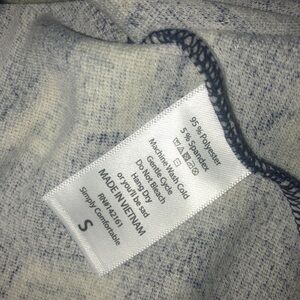 95 % Polyester
5 % Spandex
Machine Wash Cold
Gentle Cycle
Do Not Bleach
Hang Dry
or you'll be sad
MADE IN VIETNAM
RN#142161
Simply Comfortable
S